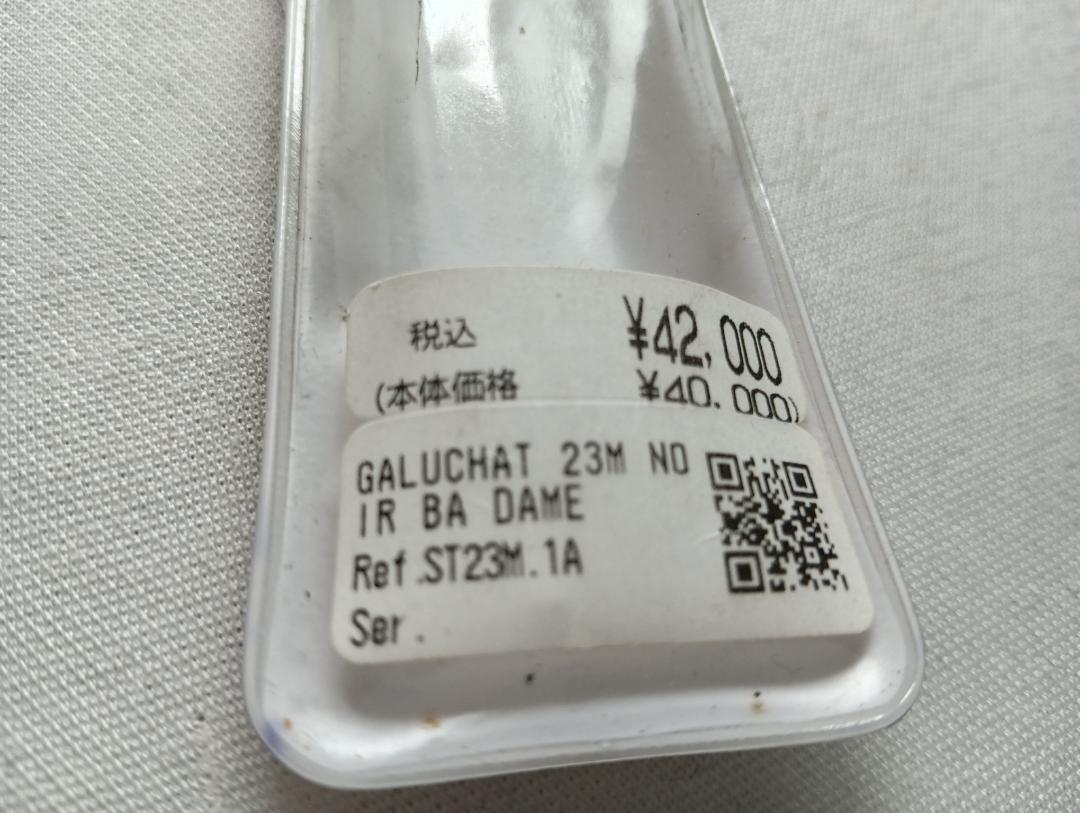 税込 ¥42,000
(本体価格 ¥40,000)
GALUCHAT 23M NO
IR BA DAME
Ref.ST23M.1A
Ser.